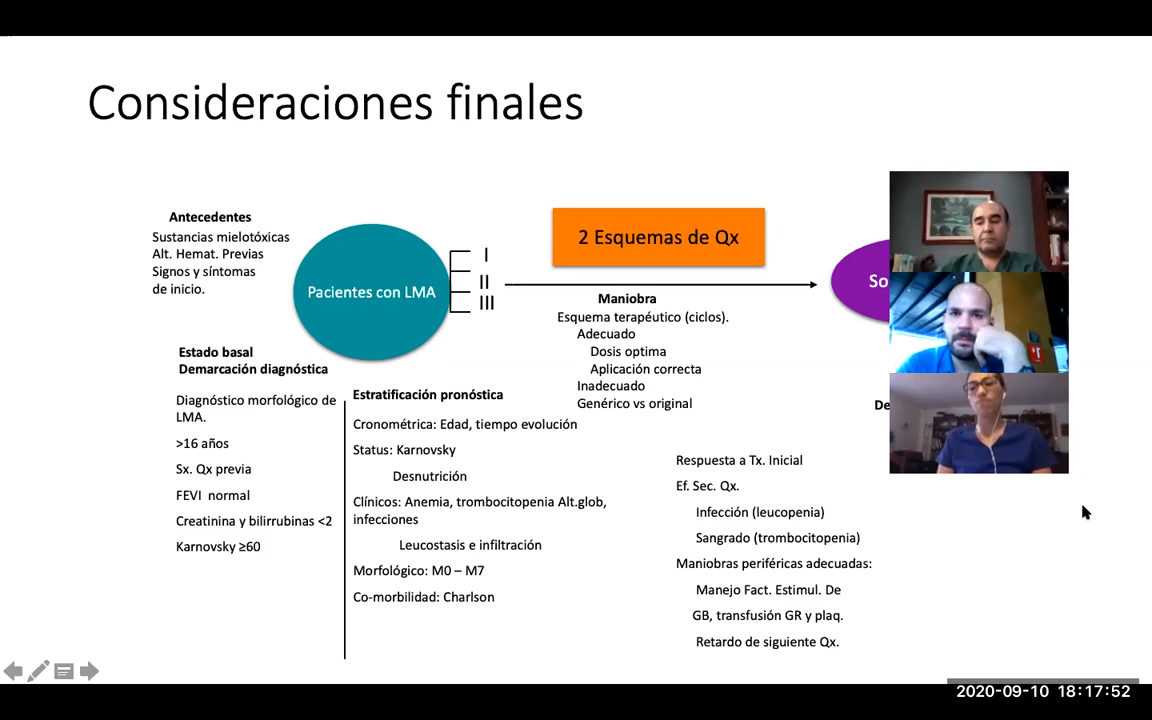 Consideraciones finales
Antecedentes
Sustancias mielotóxicas
Alt. Hemat. Previas
Signos y síntomas
de inicio.
Pacientes con LMA
I
II
III
2 Esquemas de Qx
Maniobra
Esquema terapéutico (ciclos).
Adecuado
Dosis optima
Aplicación correcta
Inadecuado
Genérico vs original
So
De
Estado basal
Demarcación diagnóstica
Diagnóstico morfológico de
LMA.
>16 años
Sx. Qx previa
FEVI normal
Creatinina y bilirrubinas <2
Karnovsky ≥60
Estratificación pronóstica
Cronométrica: Edad, tiempo evolución
Status: Karnovsky
Desnutrición
Clínicos: Anemia, trombocitopenia Alt.glob,
infecciones
Leucostasis e infiltración
Morfológico: M0 – M7
Co-morbilidad: Charlson
Respuesta a Tx. Inicial
Ef. Sec. Qx.
Infección (leucopenia)
Sangrado (trombocitopenia)
Maniobras periféricas adecuadas:
Manejo Fact. Estimul. De
GB, transfusión GR y plaq.
Retardo de siguiente Qx.
2020-09-10 18:17:52